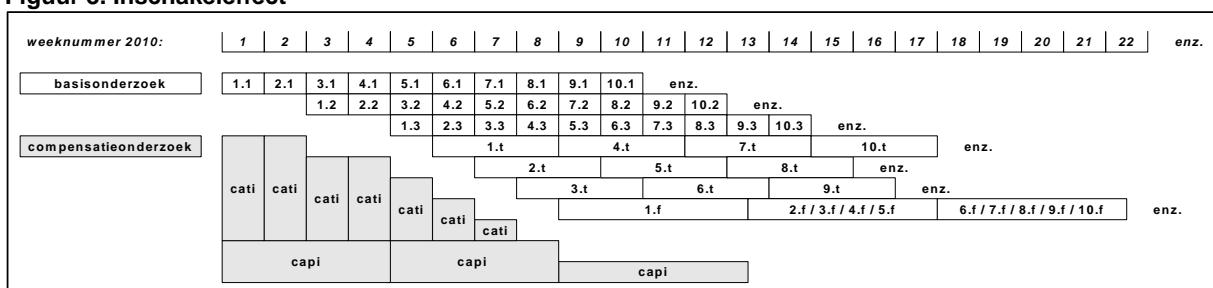 Figuur 3. Inschakeleffect
weeknummer 2010: 1 2 3 4 5 6 7 8 9 10 11 12 13 14 15 16 17 18 19 20 21 22 enz.
basisonderzoek 1.1 2.1 3.1 4.1 5.1 6.1 7.1 8.1 9.1 10.1 enz.
1.2 2.2 3.2 4.2 5.2 6.2 7.2 8.2 9.2 10.2 enz.
1.3 2.3 3.3 4.3 5.3 6.3 7.3 8.3 9.3 10.3 enz.
compensatieonderzoek 1.t 4.t 7.t 10.t enz.
2.t 5.t 8.t enz.
cati cati cati cati cati cati cati 3.t 6.t 9.t enz.
1.f 2.f / 3.f / 4.f / 5.f 6.f / 7.f / 8.f / 9.f / 10.f enz.
capi capi capi